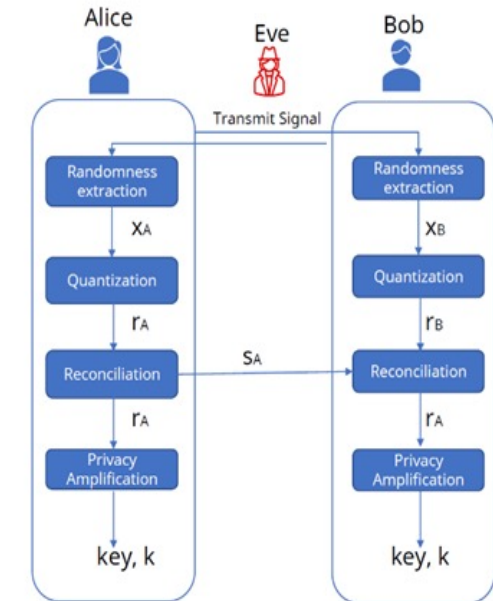 Alice
Eve
Bob
Transmit Signal
Randomness
extraction
Randomness
extraction
XA
XB
Quantization
Quantization
rA
rB
Reconciliation
SA
Reconciliation
rA
rA
Privacy
Amplification
Privacy
Amplification
key, k
key, k